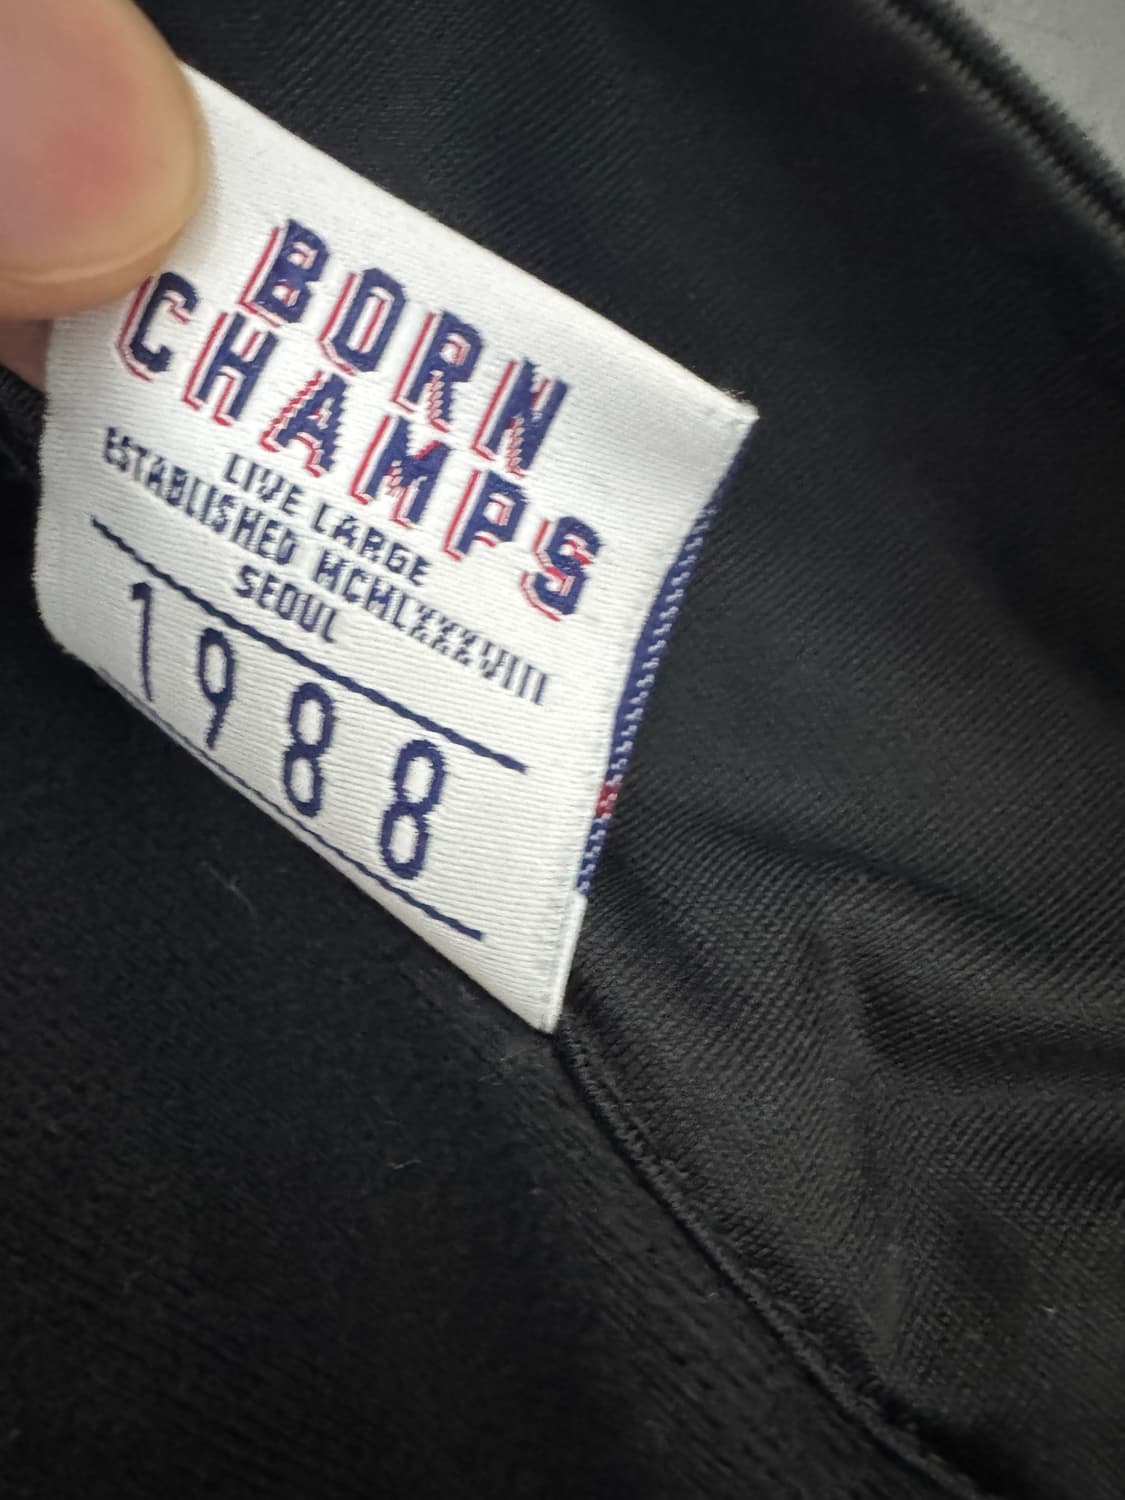 BORN
CHAMPS
LIVE LARGE
ESTABLISHED MCMLXXXVIII
SEOUL
1988